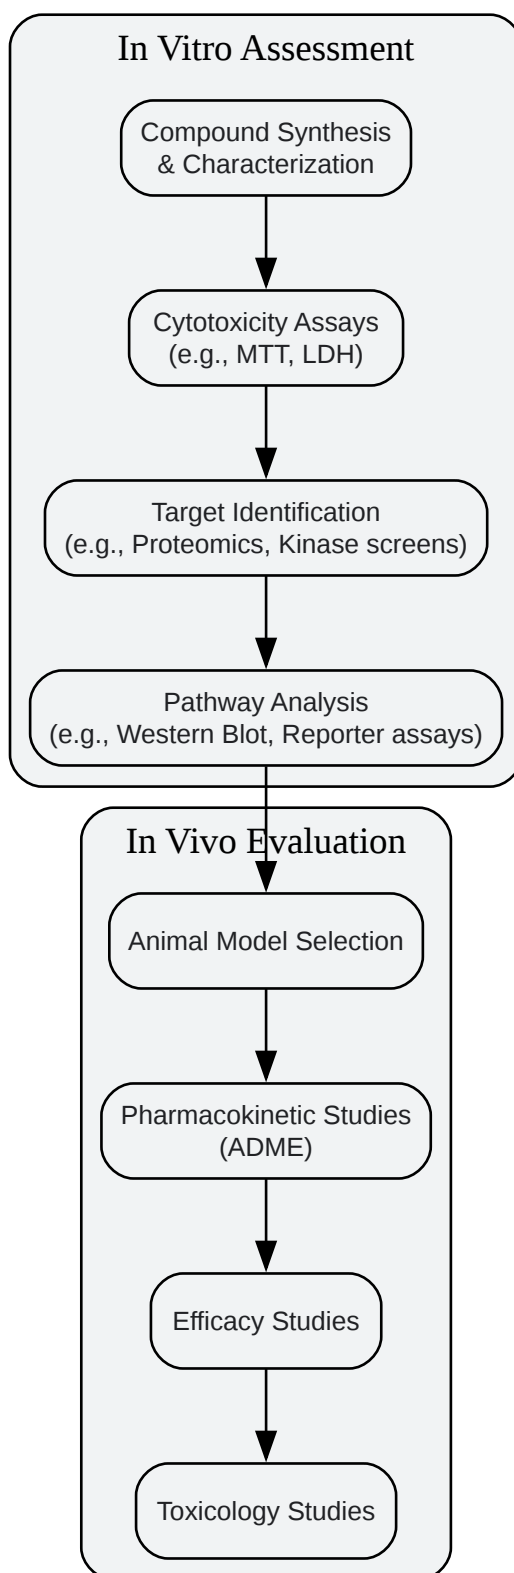 In Vitro Assessment
Compound Synthesis
& Characterization
Cytotoxicity Assays
(e.g., MTT, LDH)
Target Identification
(e.g., Proteomics, Kinase screens)
Pathway Analysis
(e.g., Western Blot, Reporter assays)
In Vivo Evaluation
Animal Model Selection
Pharmacokinetic Studies
(ADME)
Efficacy Studies
Toxicology Studies